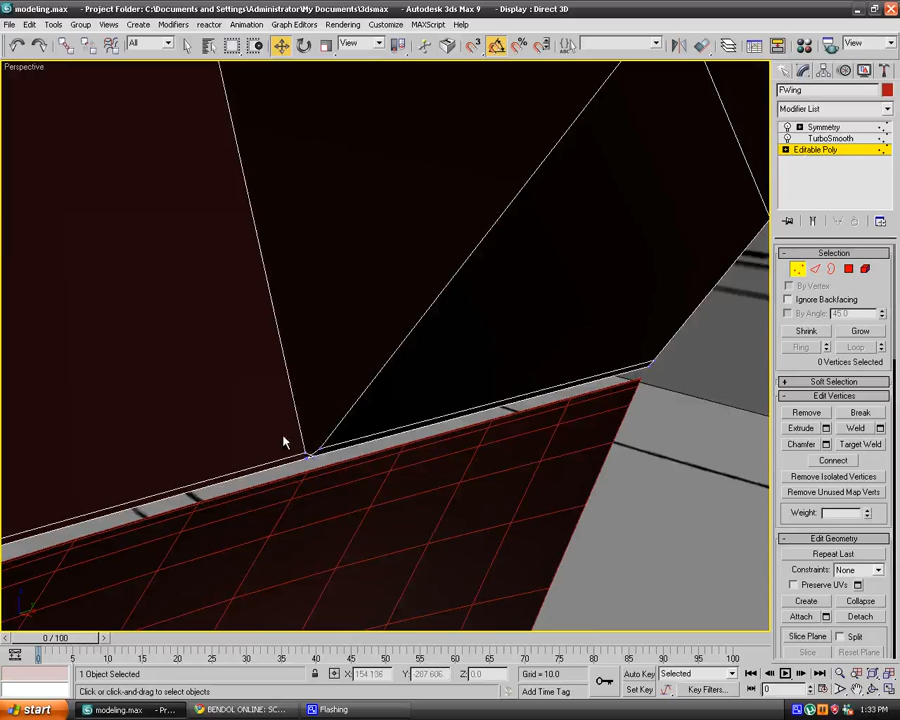 modeling.max - Project Folder: C:\Documents and Settings\Administrator\My Documents\3dsmax - Autodesk 3ds Max 9 - Display : Direct 3D
File Edit Tools Group Views Create Modifiers reactor Animation Graph Editors Rendering Customize MAXScript Help
All View View
Perspective
FWing
Modifier List
Symmetry
TurboSmooth
Editable Poly
Selection
By Vertex
Ignore Backfacing
By Angle: 45.0
Shrink Grow
Ring Loop
0 Vertices Selected
Soft Selection
Edit Vertices
Remove Break
Extrude Weld
Chamfer Target Weld
Connect
Remove Isolated Vertices
Remove Unused Map Verts
Weight:
Edit Geometry
Repeat Last
Constraints: None
Preserve UVs
Create Collapse
Attach Detach
Slice Plane Split
Slice Reset Plane
0 / 100
0 5 10 15 20 25 30 35 40 45 50 55 60 65 70 75 80 85 90 95 100
1 Object Selected X: 154.136 Y: -287.606 Z: 0.0 Grid = 10.0 Auto Key Selected
Click or click-and-drag to select objects Add Time Tag Set Key Key Filters... 0
start modeling.max - Pr... BENDOL ONLINE: SC... Flashing 1:33 PM